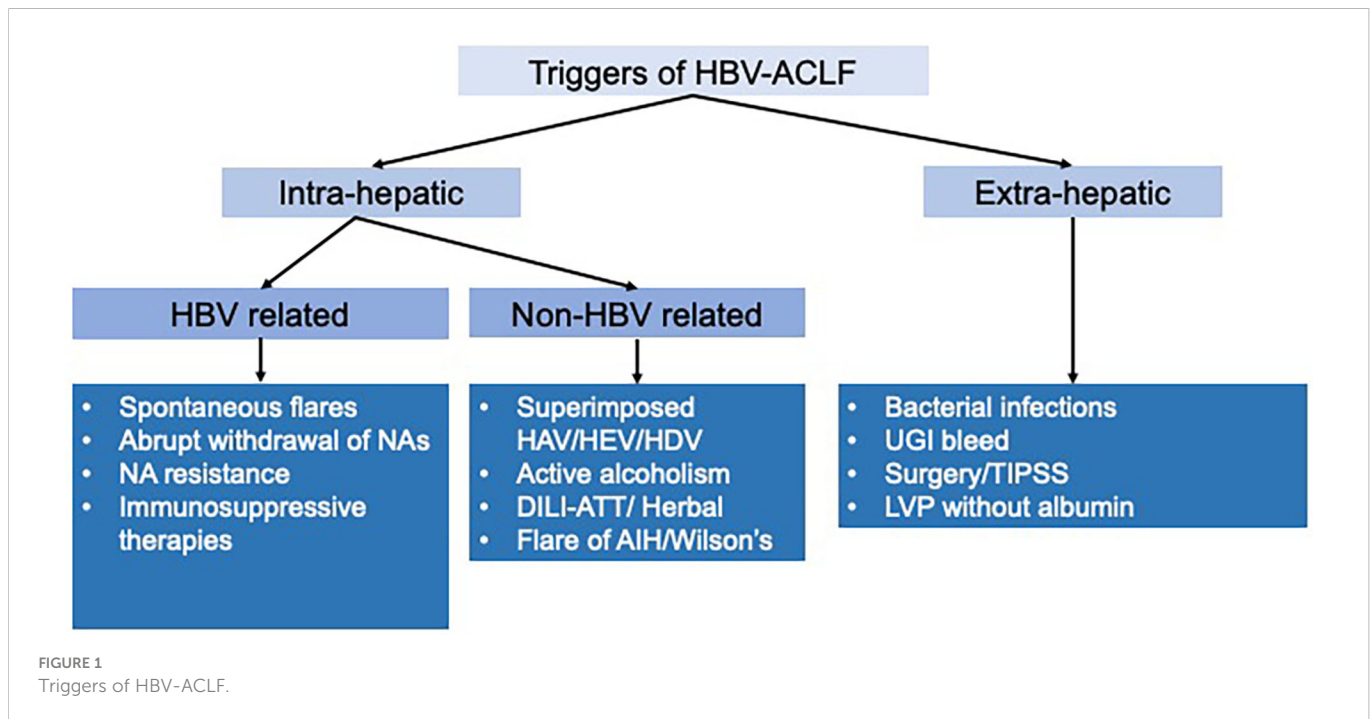 Triggers of HBV-ACLF
Intra-hepatic
Extra-hepatic
HBV related
Non-HBV related
• Spontaneous flares
• Abrupt withdrawal of NAs
• NA resistance
• Immunosuppressive
therapies
• Superimposed
HAV/HEV/HDV
• Active alcoholism
• DILI-ATT/ Herbal
• Flare of AIH/Wilson's
• Bacterial infections
• UGI bleed
• Surgery/TIPSS
• LVP without albumin
FIGURE 1
Triggers of HBV-ACLF.